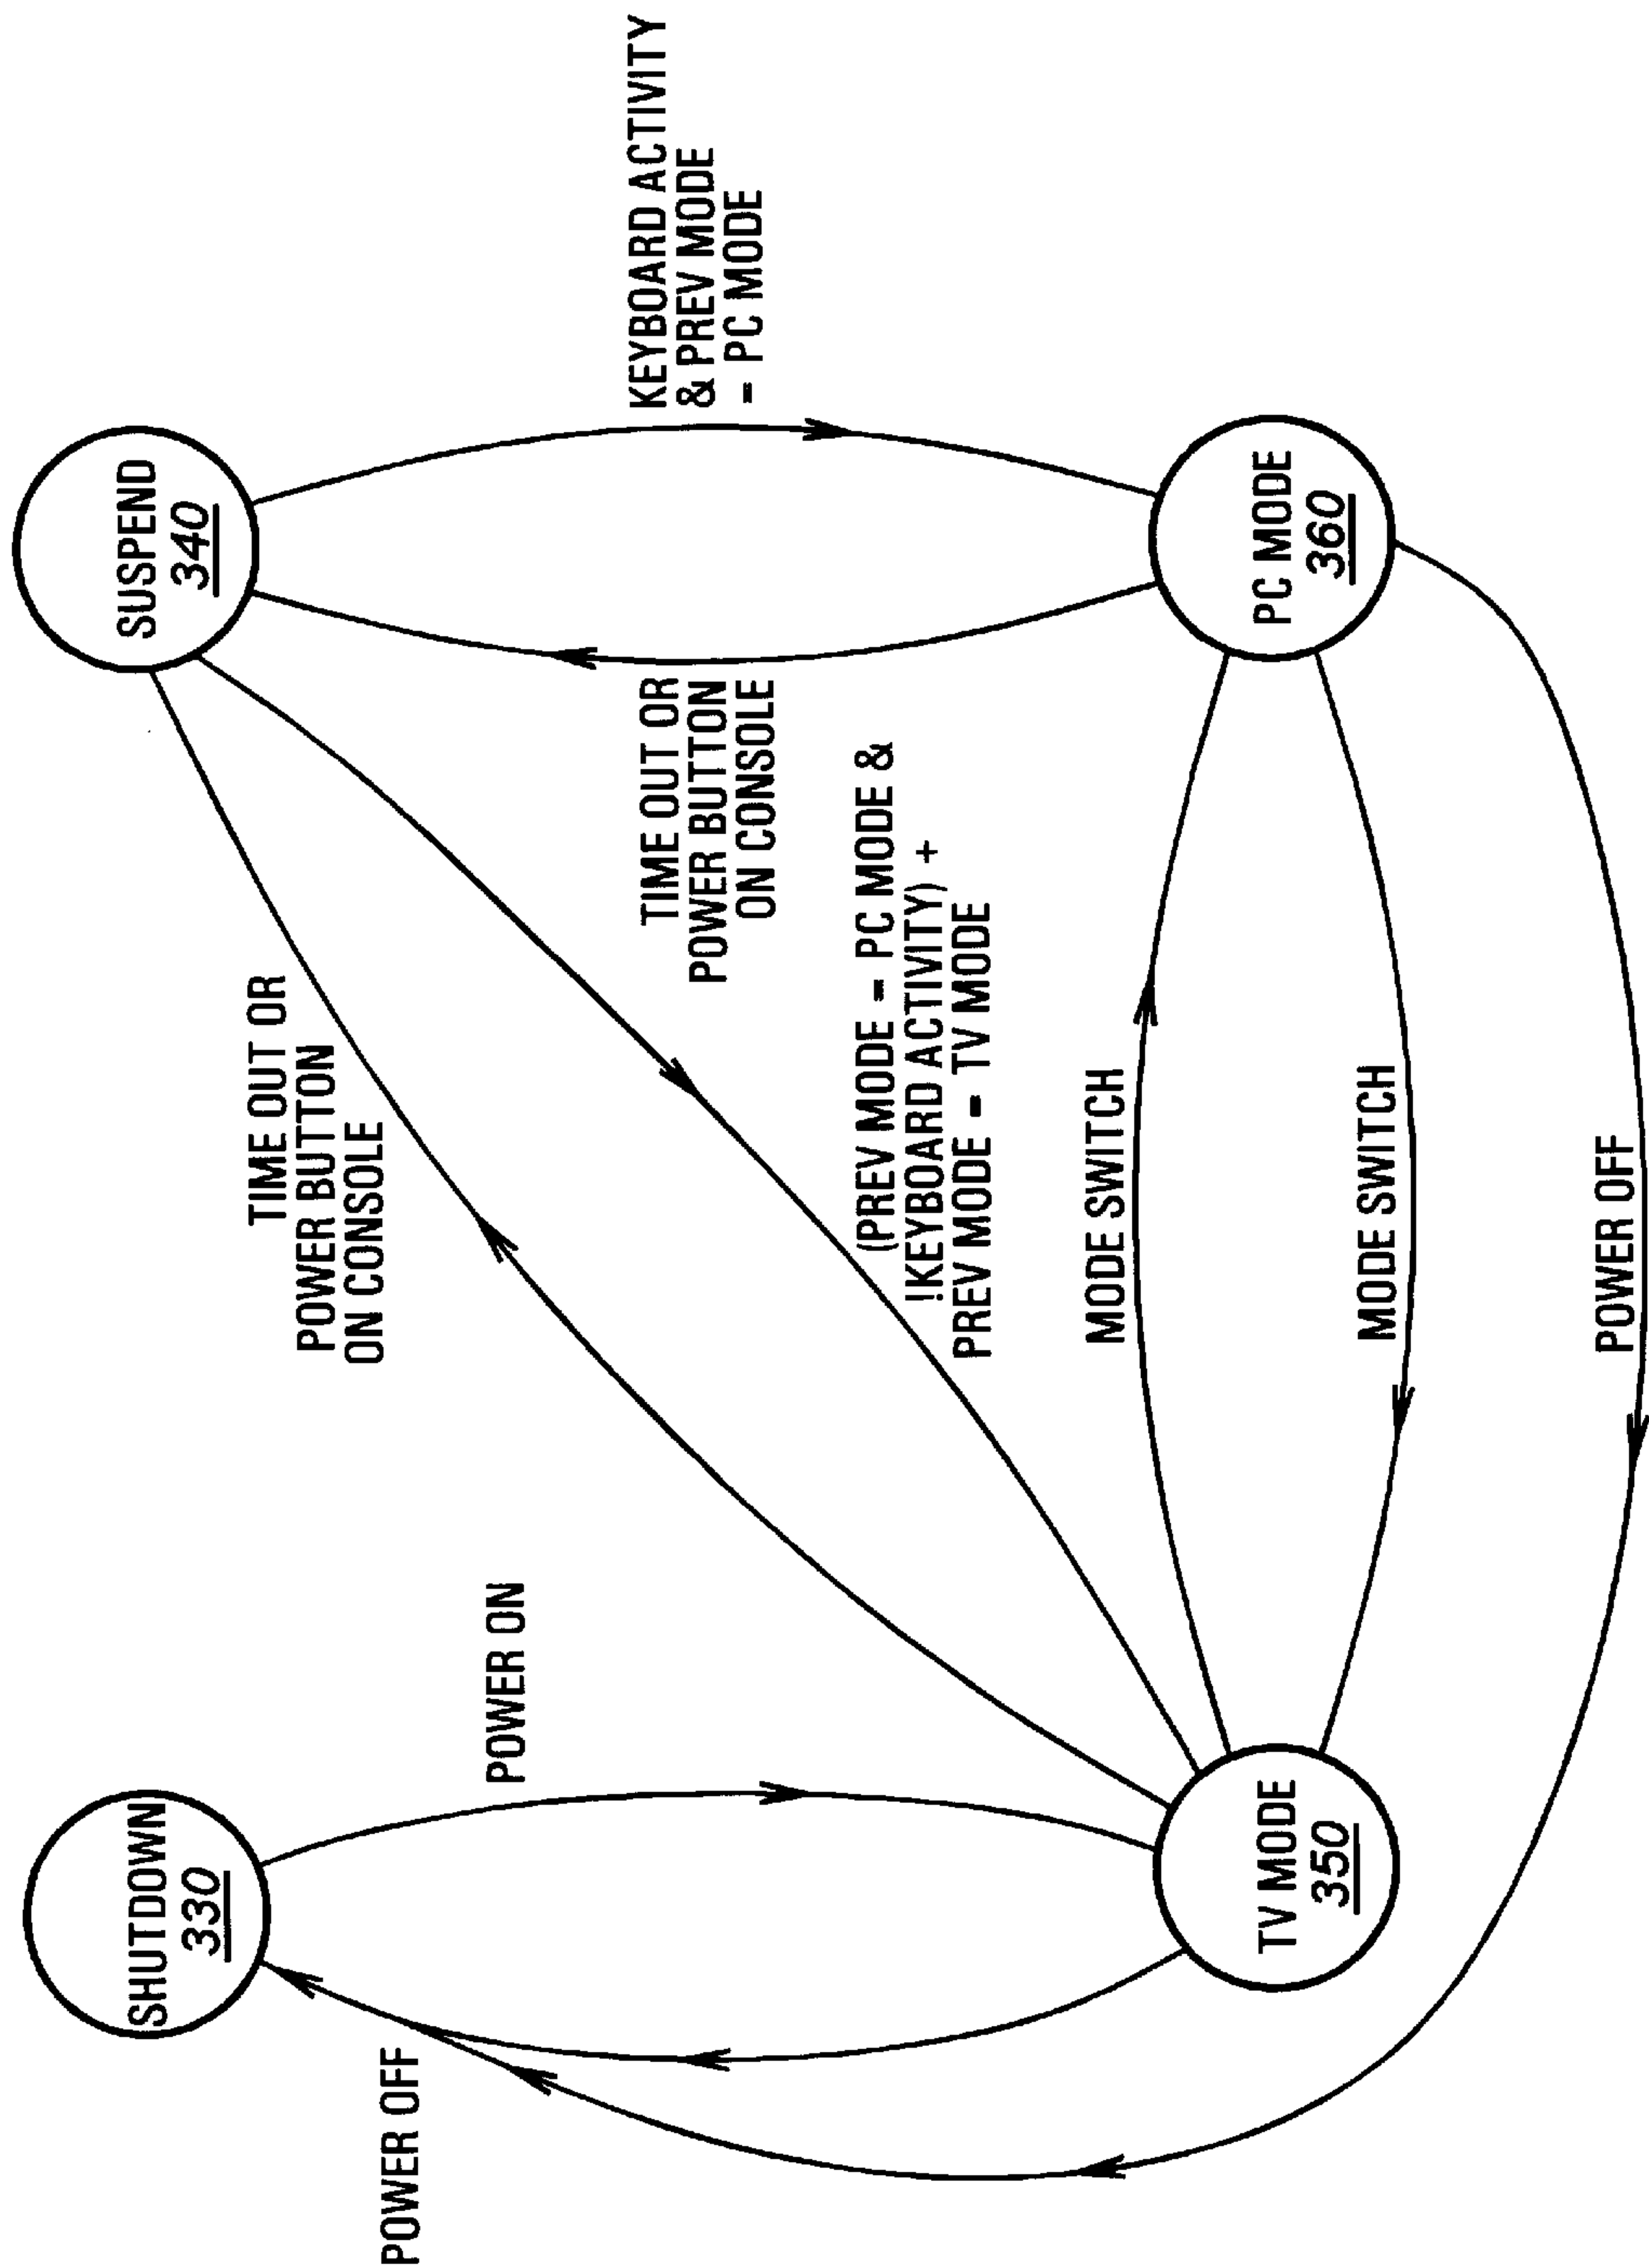 SHUTDOWN
330
SUSPEND
340
POWER OFF
POWER ON
TIME OUT OR
POWER BUTTON
ON CONSOLE
TIME OUT OR
POWER BUTTON
ON CONSOLE
KEYBOARD ACTIVITY
& PREV MODE
= PC MODE
(PREV MODE = PC MODE &
!KEYBOARD ACTIVITY) +
PREV MODE = TV MODE
MODE SWITCH
TV MODE
350
PC MODE
360
MODE SWITCH
POWER OFF